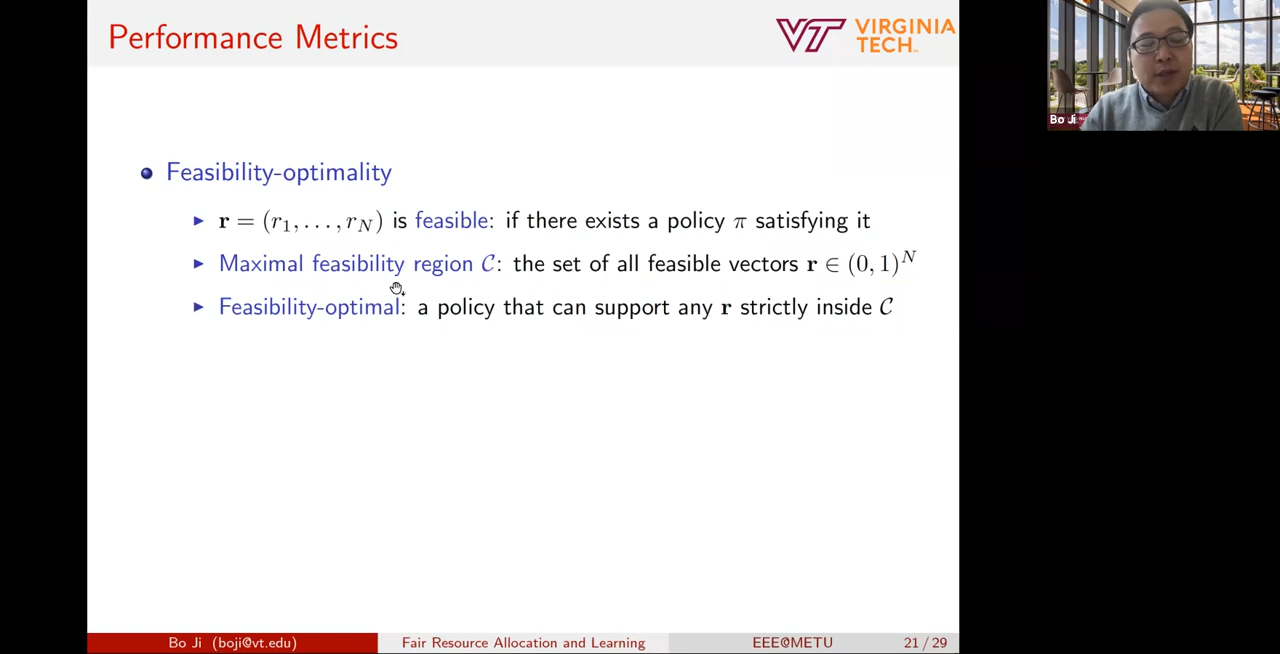 Performance Metrics
VT VIRGINIA TECH
Bo Ji
Feasibility-optimality
r = (r₁, . . . , r_N) is feasible: if there exists a policy π satisfying it
Maximal feasibility region 𝒞: the set of all feasible vectors r ∈ (0, 1)^N
Feasibility-optimal: a policy that can support any r strictly inside 𝒞
Bo Ji (boji@vt.edu) Fair Resource Allocation and Learning EEE@METU 21 / 29